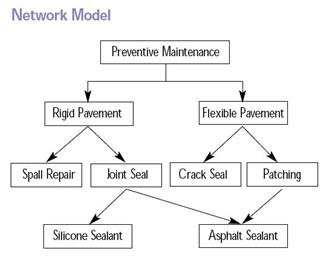 Network Model
Preventive Maintenance
Rigid Pavement
Flexible Pavement
Spall Repair
Joint Seal
Crack Seal
Patching
Silicone Sealant
Asphalt Sealant